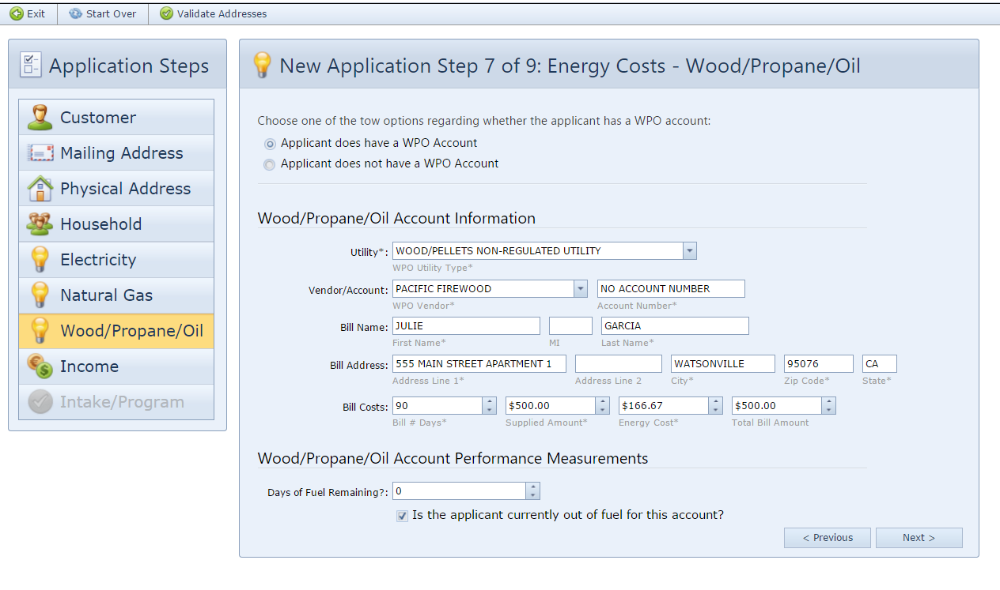 Exit Start Over Validate Addresses
Application Steps
Customer
Mailing Address
Physical Address
Household
Electricity
Natural Gas
Wood/Propane/Oil
Income
Intake/Program
New Application Step 7 of 9: Energy Costs - Wood/Propane/Oil
Choose one of the tow options regarding whether the applicant has a WPO account:
Applicant does have a WPO Account
Applicant does not have a WPO Account
Wood/Propane/Oil Account Information
Utility*: WOOD/PELLETS NON-REGULATED UTILITY
WPO Utility Type*
Vendor/Account: PACIFIC FIREWOOD NO ACCOUNT NUMBER
WPO Vendor* Account Number*
Bill Name: JULIE GARCIA
First Name* MI Last Name*
Bill Address: 555 MAIN STREET APARTMENT 1 WATSONVILLE 95076 CA
Address Line 1* Address Line 2 City* Zip Code* State*
Bill Costs: 90 $500.00 $166.67 $500.00
Bill # Days* Supplied Amount* Energy Cost* Total Bill Amount
Wood/Propane/Oil Account Performance Measurements
Days of Fuel Remaining?: 0
Is the applicant currently out of fuel for this account?
< Previous Next >